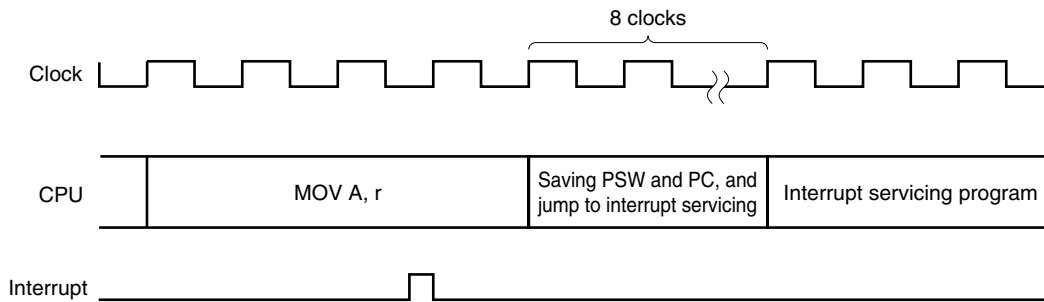 8 clocks
Clock
CPU
MOV A, r
Saving PSW and PC, and
jump to interrupt servicing
Interrupt servicing program
Interrupt